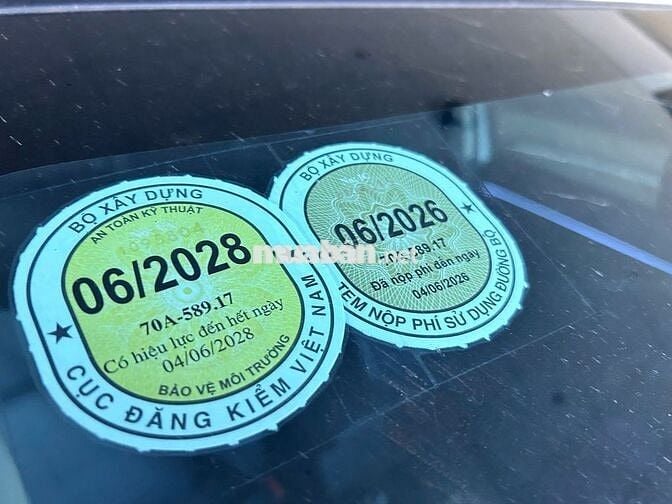 BỘ XÂY DỰNG
AN TOÀN KỸ THUẬT
06/2028
70A-589.17
Có hiệu lực đến hết ngày
04/06/2028
BẢO VỆ MÔI TRƯỜNG
★ CỤC ĐĂNG KIỂM VIỆT NAM
BỘ XÂY DỰNG
06/2026
70A-589.17
Đã nộp phí đến ngày
04/06/2026
TEM NỘP PHÍ SỬ DỤNG ĐƯỜNG BỘ ★
muaban